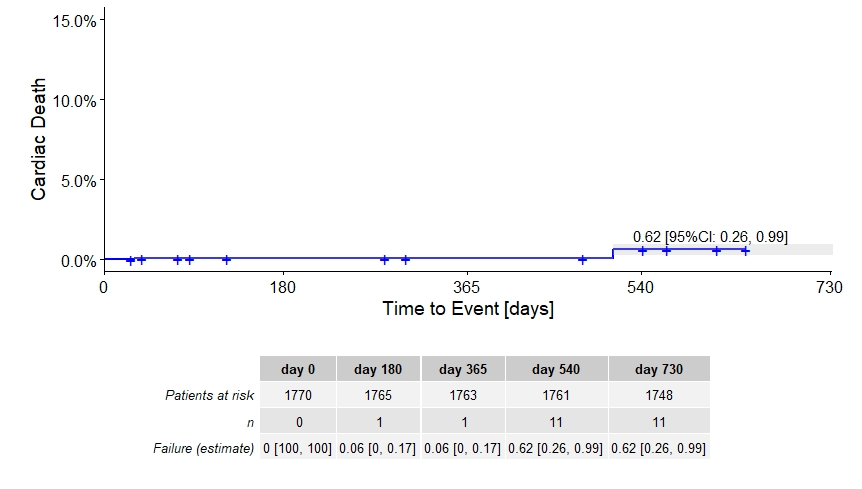 15.0%
10.0%
5.0%
0.0%
Cardiac Death
0.62 [95%CI: 0.26, 0.99]
0 180 365 540 730
Time to Event [days]
day 0 day 180 day 365 day 540 day 730
Patients at risk 1770 1765 1763 1761 1748
n 0 1 1 11 11
Failure (estimate) 0 [100, 100] 0.06 [0, 0.17] 0.06 [0, 0.17] 0.62 [0.26, 0.99] 0.62 [0.26, 0.99]